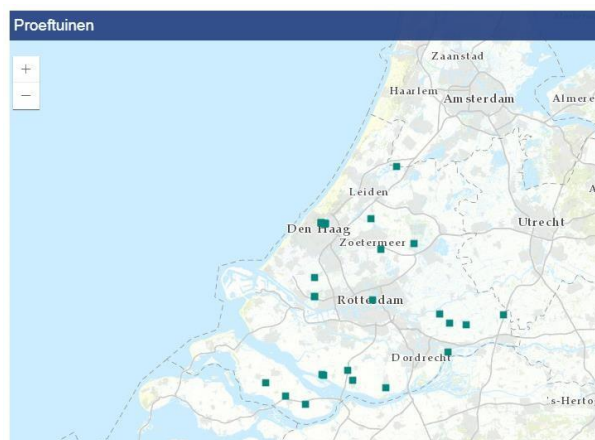 Proeftuinen
+
−
Zaanstad
Haarlem
Amsterdam
Almere
Leiden
Den Haag
Utrecht
Zoetermeer
Rotterdam
Dordrecht
's-Herto